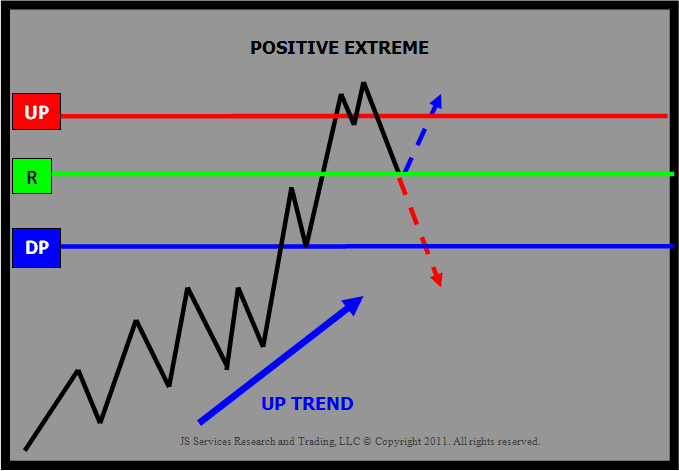 POSITIVE EXTREME
UP
R
DP
UP TREND
JS Services Research and Trading, LLC © Copyright 2011. All rights reserved.